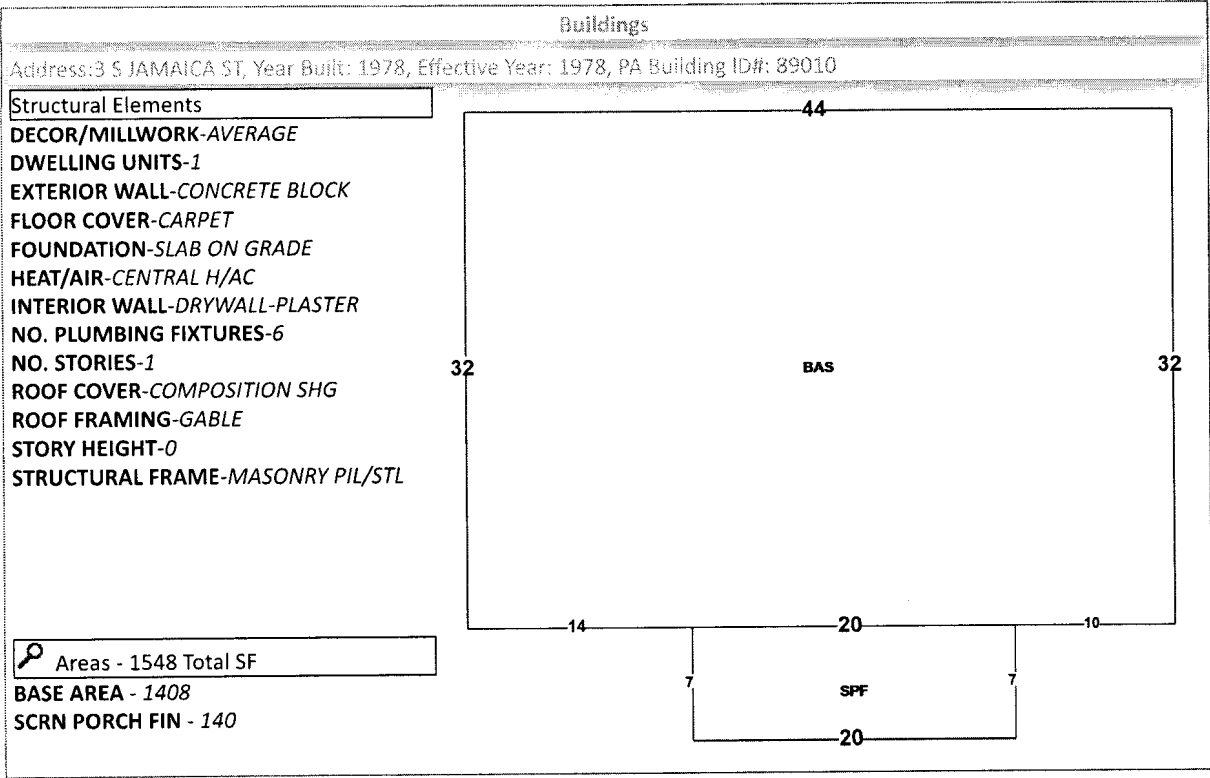 Buildings
Address:3 S JAMAICA ST, Year Built: 1978, Effective Year: 1978, PA Building ID#: 89010
Structural Elements
DECOR/MILLWORK-AVERAGE
DWELLING UNITS-1
EXTERIOR WALL-CONCRETE BLOCK
FLOOR COVER-CARPET
FOUNDATION-SLAB ON GRADE
HEAT/AIR-CENTRAL H/AC
INTERIOR WALL-DRYWALL-PLASTER
NO. PLUMBING FIXTURES-6
NO. STORIES-1
ROOF COVER-COMPOSITION SHG
ROOF FRAMING-GABLE
STORY HEIGHT-0
STRUCTURAL FRAME-MASONRY PIL/STL
Areas - 1548 Total SF
BASE AREA - 1408
SCRN PORCH FIN - 140
44
32
BAS
32
14
20
10
7
SPF
7
20